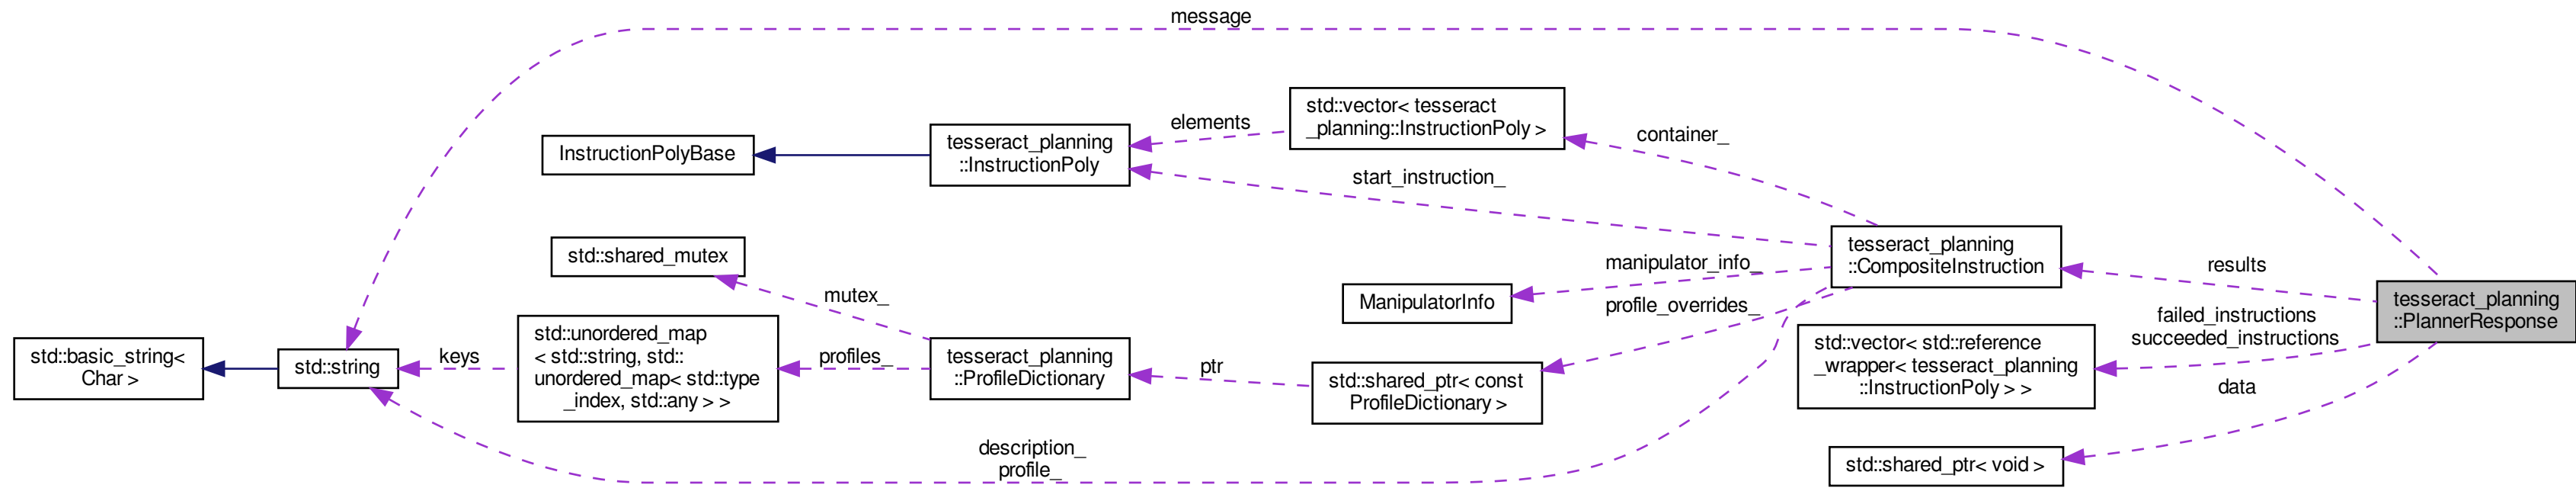 message
std::vector< tesseract
_planning::InstructionPoly >
elements
container_
InstructionPolyBase
tesseract_planning
::InstructionPoly
start_instruction_
std::shared_mutex
tesseract_planning
::CompositeInstruction
manipulator_info_
results
mutex_
ManipulatorInfo
profile_overrides_
tesseract_planning
::PlannerResponse
failed_instructions
succeeded_instructions
std::basic_string<
Char >
std::string
keys
std::unordered_map
< std::string, std::
unordered_map< std::type
_index, std::any > >
profiles_
tesseract_planning
::ProfileDictionary
ptr
std::shared_ptr< const
ProfileDictionary >
std::vector< std::reference
_wrapper< tesseract_planning
::InstructionPoly > >
data
description_
profile_
std::shared_ptr< void >